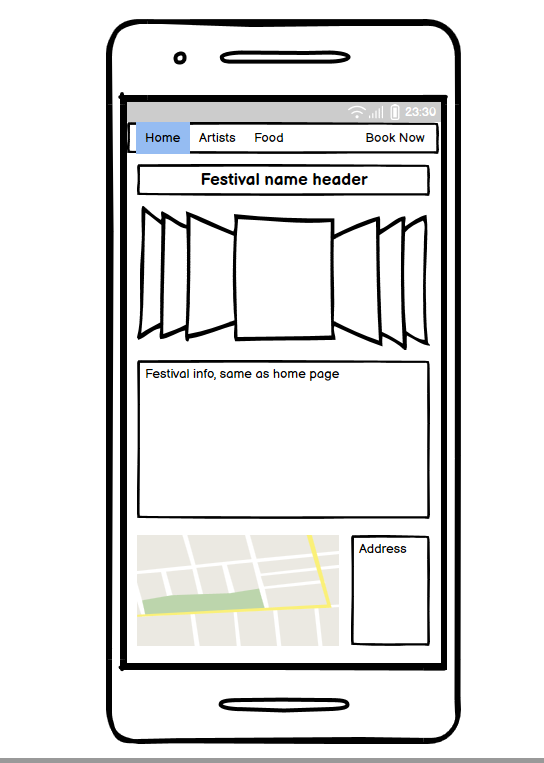 23:30
Home Artists Food Book Now
Festival name header
Festival info, same as home page
Address